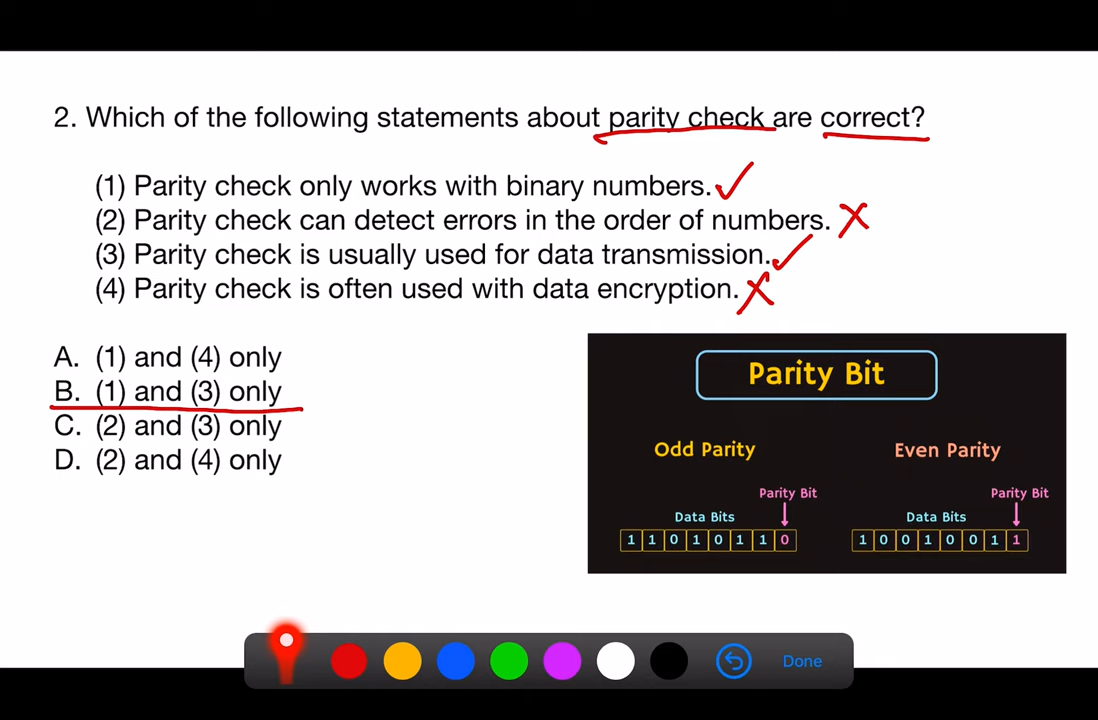 2. Which of the following statements about parity check are correct?
(1) Parity check only works with binary numbers.
(2) Parity check can detect errors in the order of numbers.
(3) Parity check is usually used for data transmission.
(4) Parity check is often used with data encryption.
A. (1) and (4) only
B. (1) and (3) only
C. (2) and (3) only
D. (2) and (4) only
Parity Bit
Odd Parity
Parity Bit
Data Bits
1 1 0 1 0 1 1 0
Even Parity
Parity Bit
Data Bits
1 0 0 1 0 0 1 1
Done